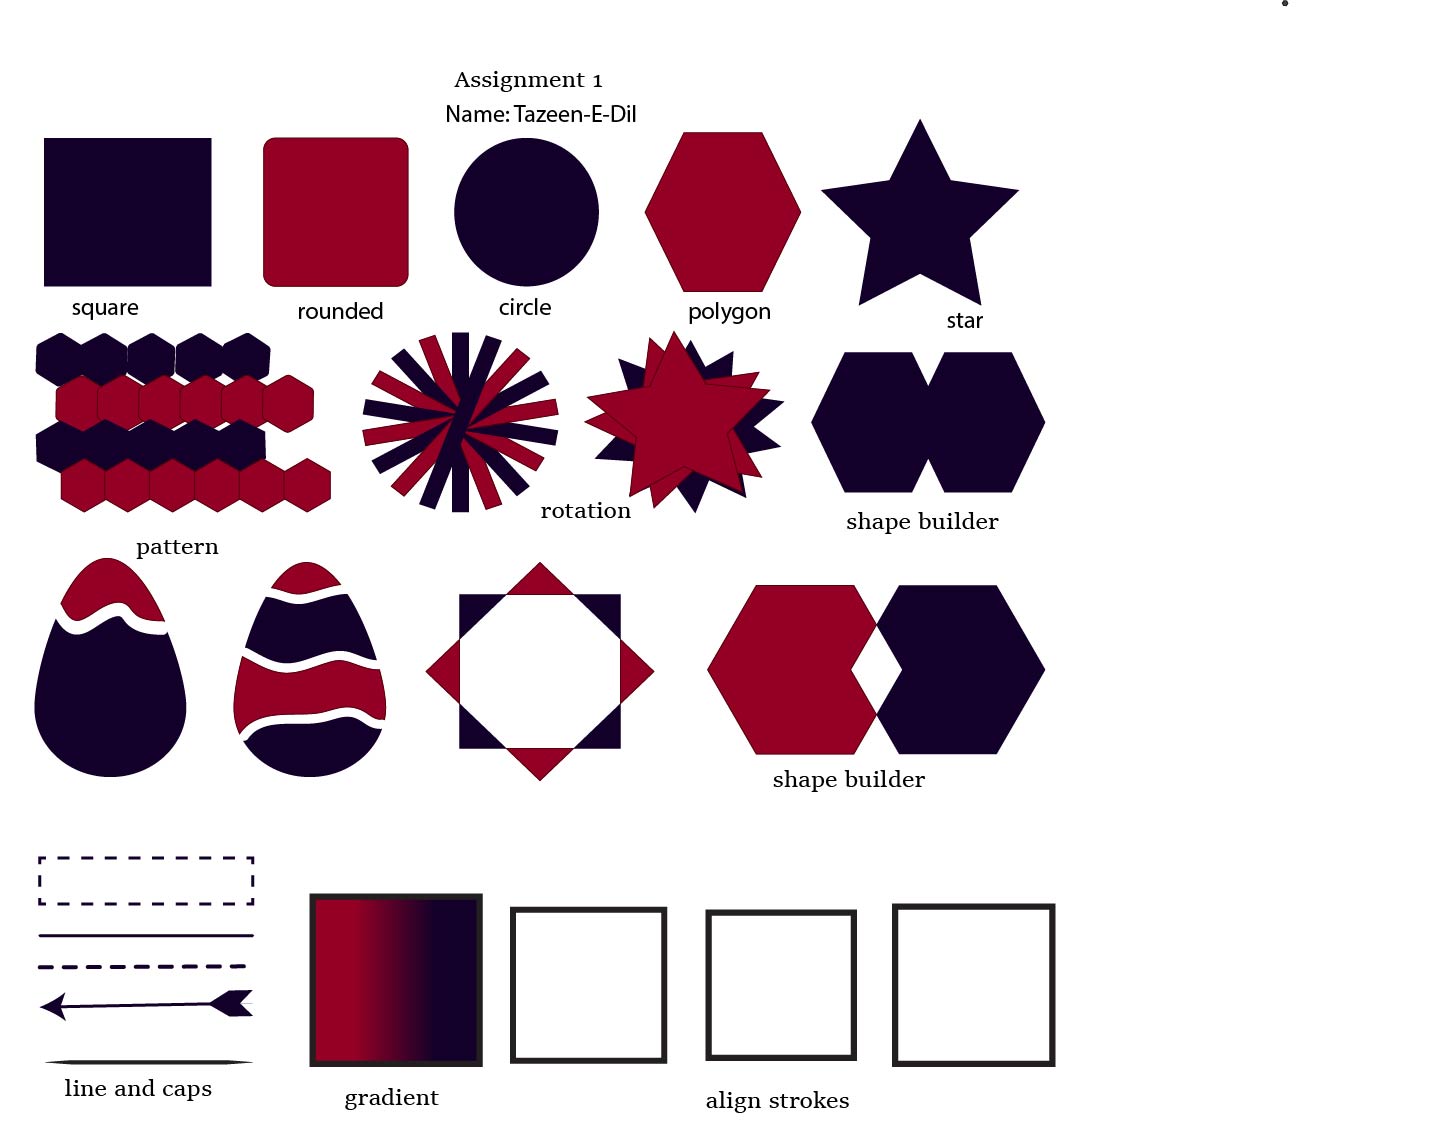 Assignment 1
Name: Tazeen-E-Dil
square
rounded
circle
polygon
star
pattern
rotation
shape builder
shape builder
line and caps
gradient
align strokes